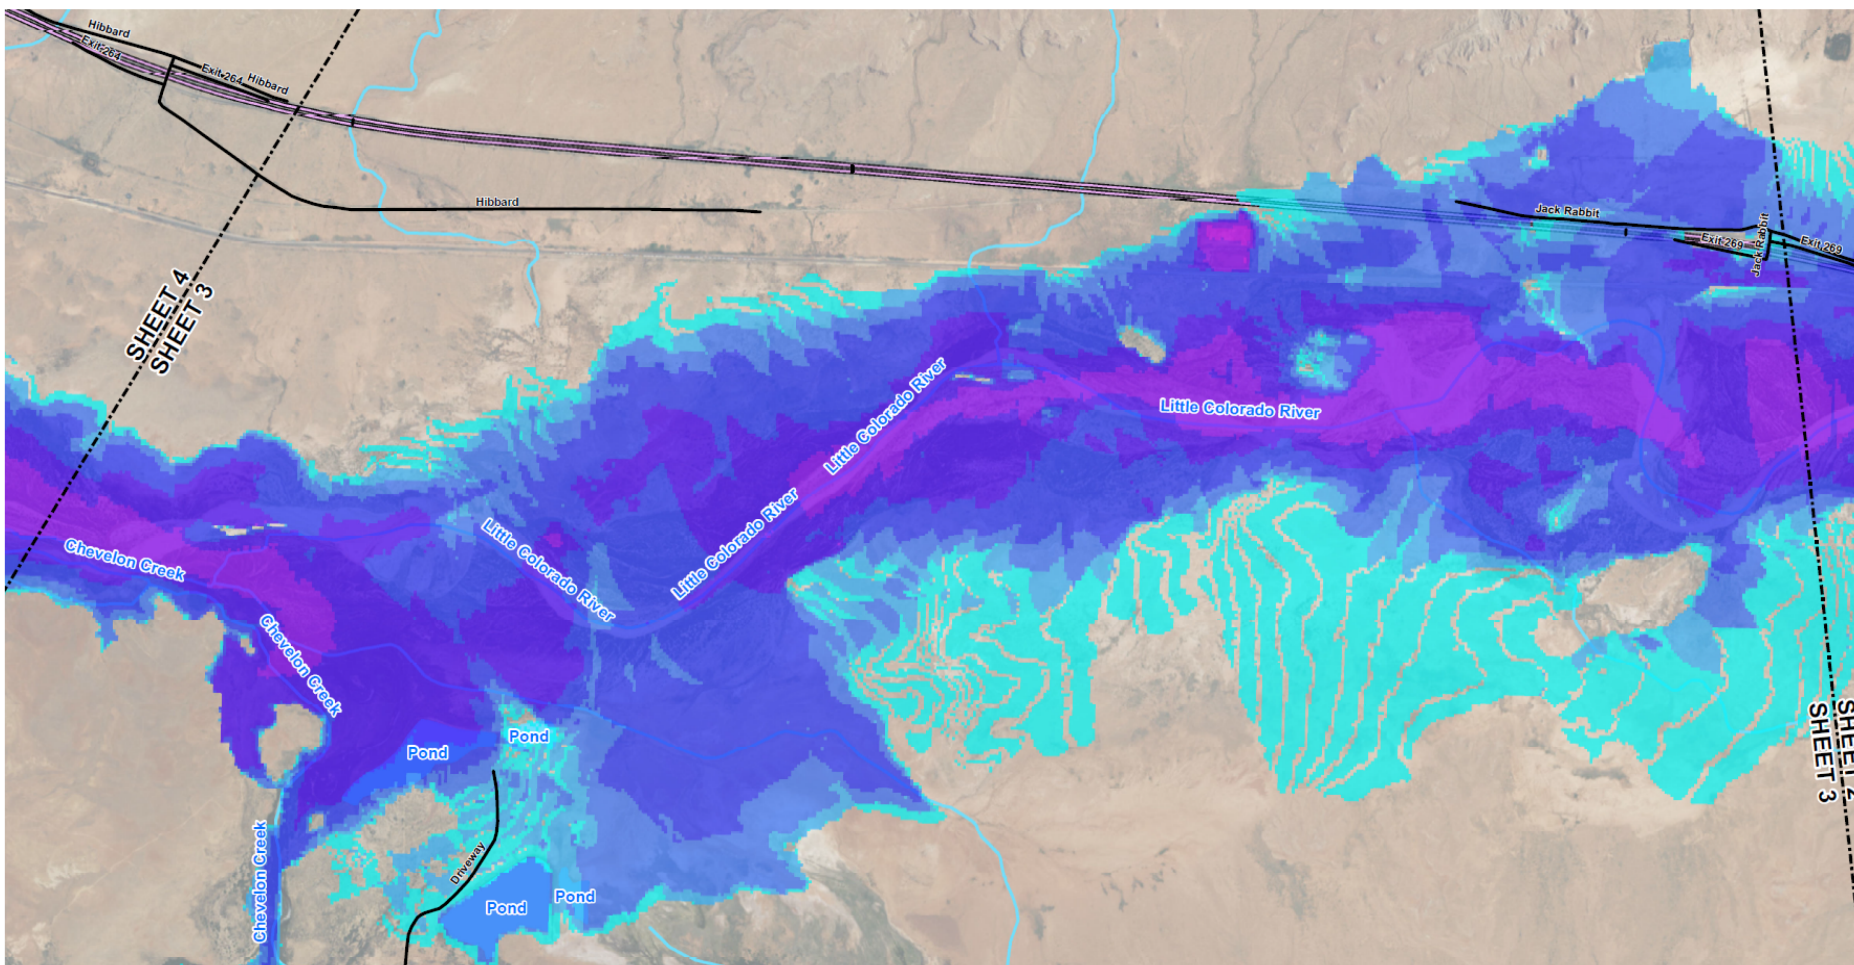 Hibbard
Exit 264
Exit 264
Hibbard
Hibbard
Jack Rabbit
Exit 269
Jack Rabbit
Exit 269
SHEET 4
SHEET 3
Little Colorado River
Little Colorado River
Little Colorado River
Little Colorado River
Chevelon Creek
Chevelon Creek
Pond
Pond
SHEET 2
SHEET 3
Driveway
Chevelon Creek
Pond
Pond